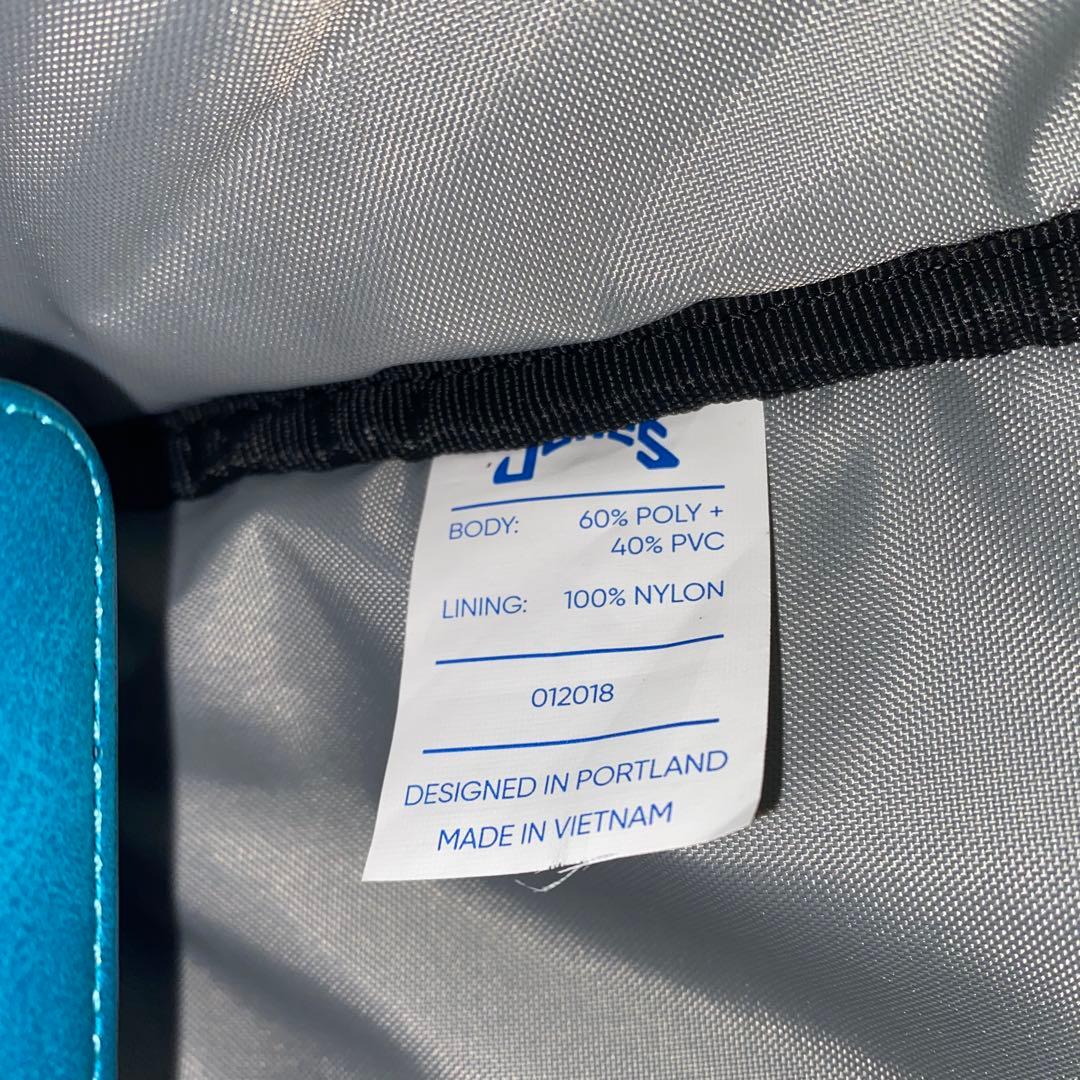 BODY: 60% POLY +
40% PVC
LINING: 100% NYLON
012018
DESIGNED IN PORTLAND
MADE IN VIETNAM